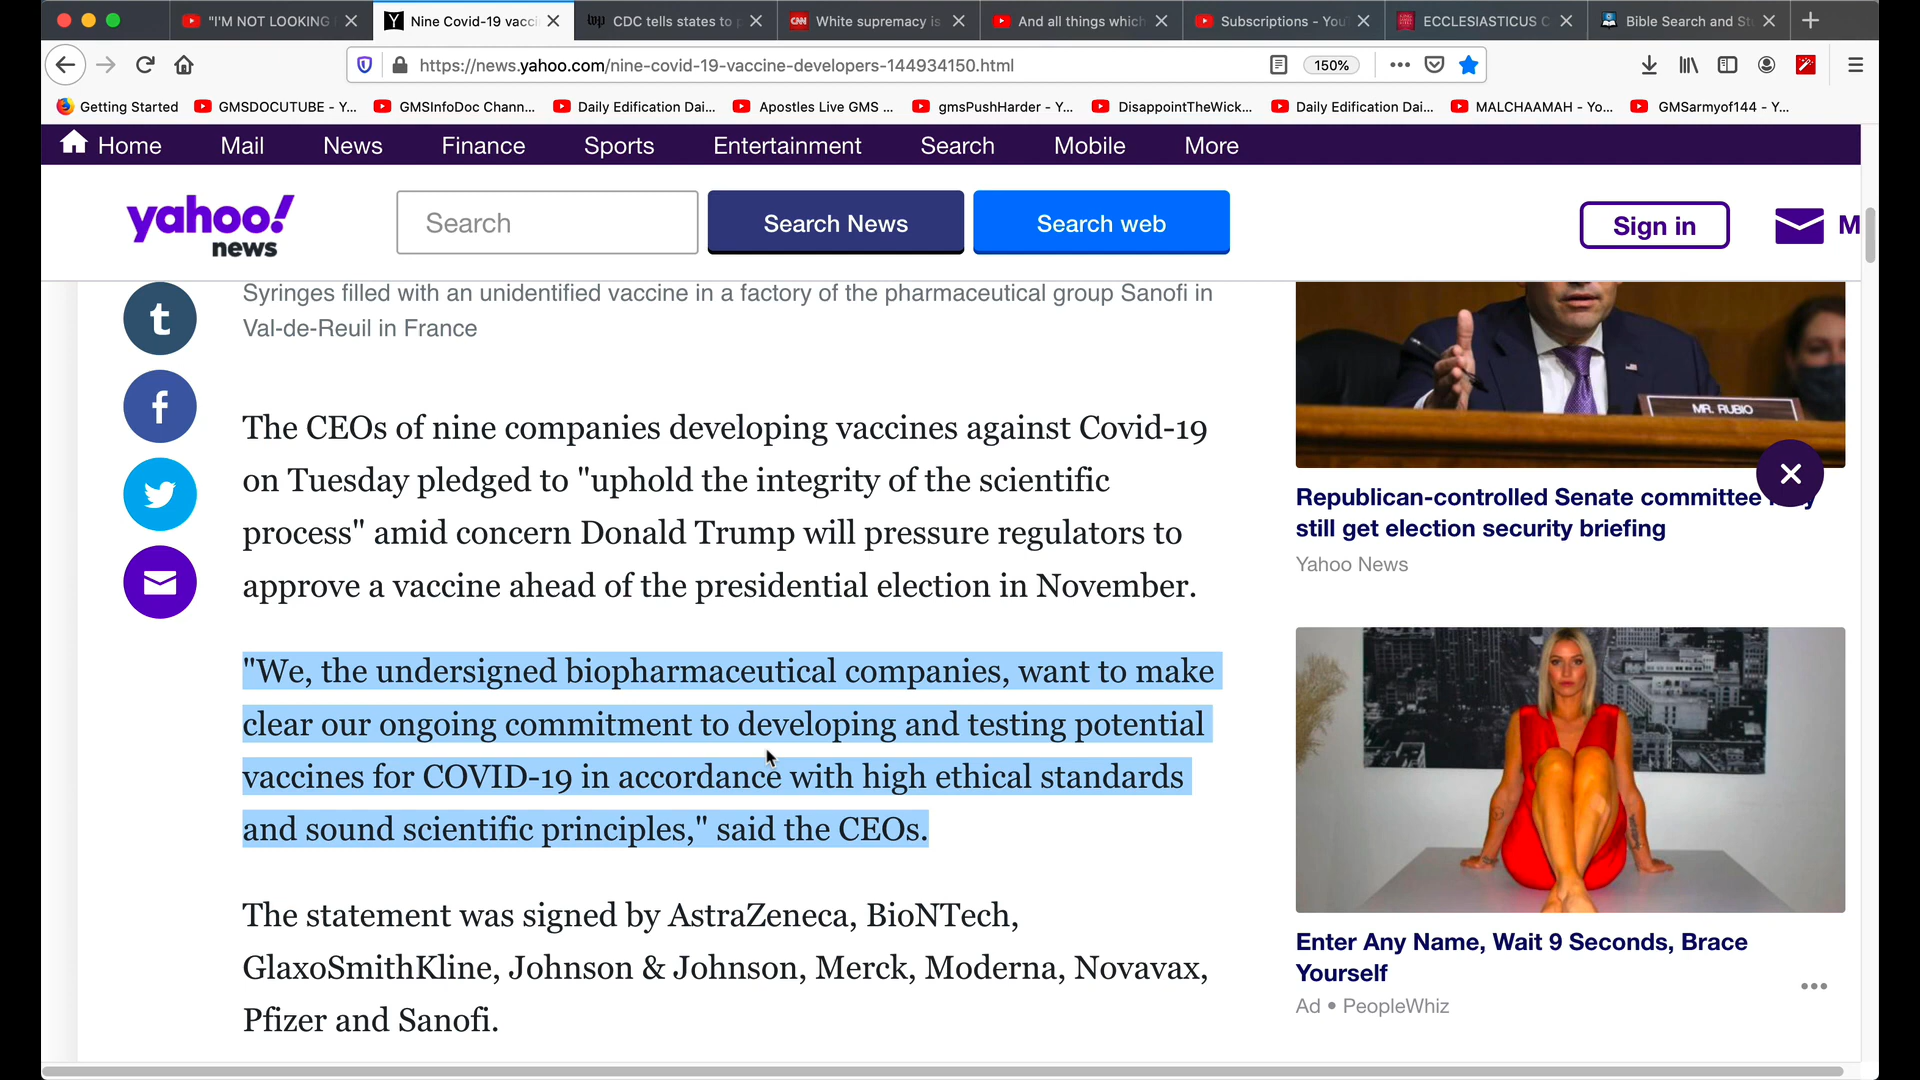 "I'M NOT LOOKING
Nine Covid-19 vacci
CDC tells states to p
White supremacy is
And all things which
Subscriptions - You
ECCLESIASTICUS C
Bible Search and Stu
https://news.yahoo.com/nine-covid-19-vaccine-developers-144934150.html
150%
Getting Started
GMSDOCUTUBE - Y...
GMSInfoDoc Chann...
Daily Edification Dai...
Apostles Live GMS ...
gmsPushHarder - Y...
DisappointTheWick...
Daily Edification Dai...
MALCHAAMAH - Yo...
GMSarmyof144 - Y...
Home Mail News Finance Sports Entertainment Search Mobile More
yahoo!
news
Search
Search News
Search web
Sign in
M
Syringes filled with an unidentified vaccine in a factory of the pharmaceutical group Sanofi in
Val-de-Reuil in France
The CEOs of nine companies developing vaccines against Covid-19
on Tuesday pledged to "uphold the integrity of the scientific
process" amid concern Donald Trump will pressure regulators to
approve a vaccine ahead of the presidential election in November.
"We, the undersigned biopharmaceutical companies, want to make
clear our ongoing commitment to developing and testing potential
vaccines for COVID-19 in accordance with high ethical standards
and sound scientific principles," said the CEOs.
The statement was signed by AstraZeneca, BioNTech,
GlaxoSmithKline, Johnson & Johnson, Merck, Moderna, Novavax,
Pfizer and Sanofi.
MR. RUBIO
Republican-controlled Senate committee
still get election security briefing
Yahoo News
Enter Any Name, Wait 9 Seconds, Brace
Yourself
Ad • PeopleWhiz